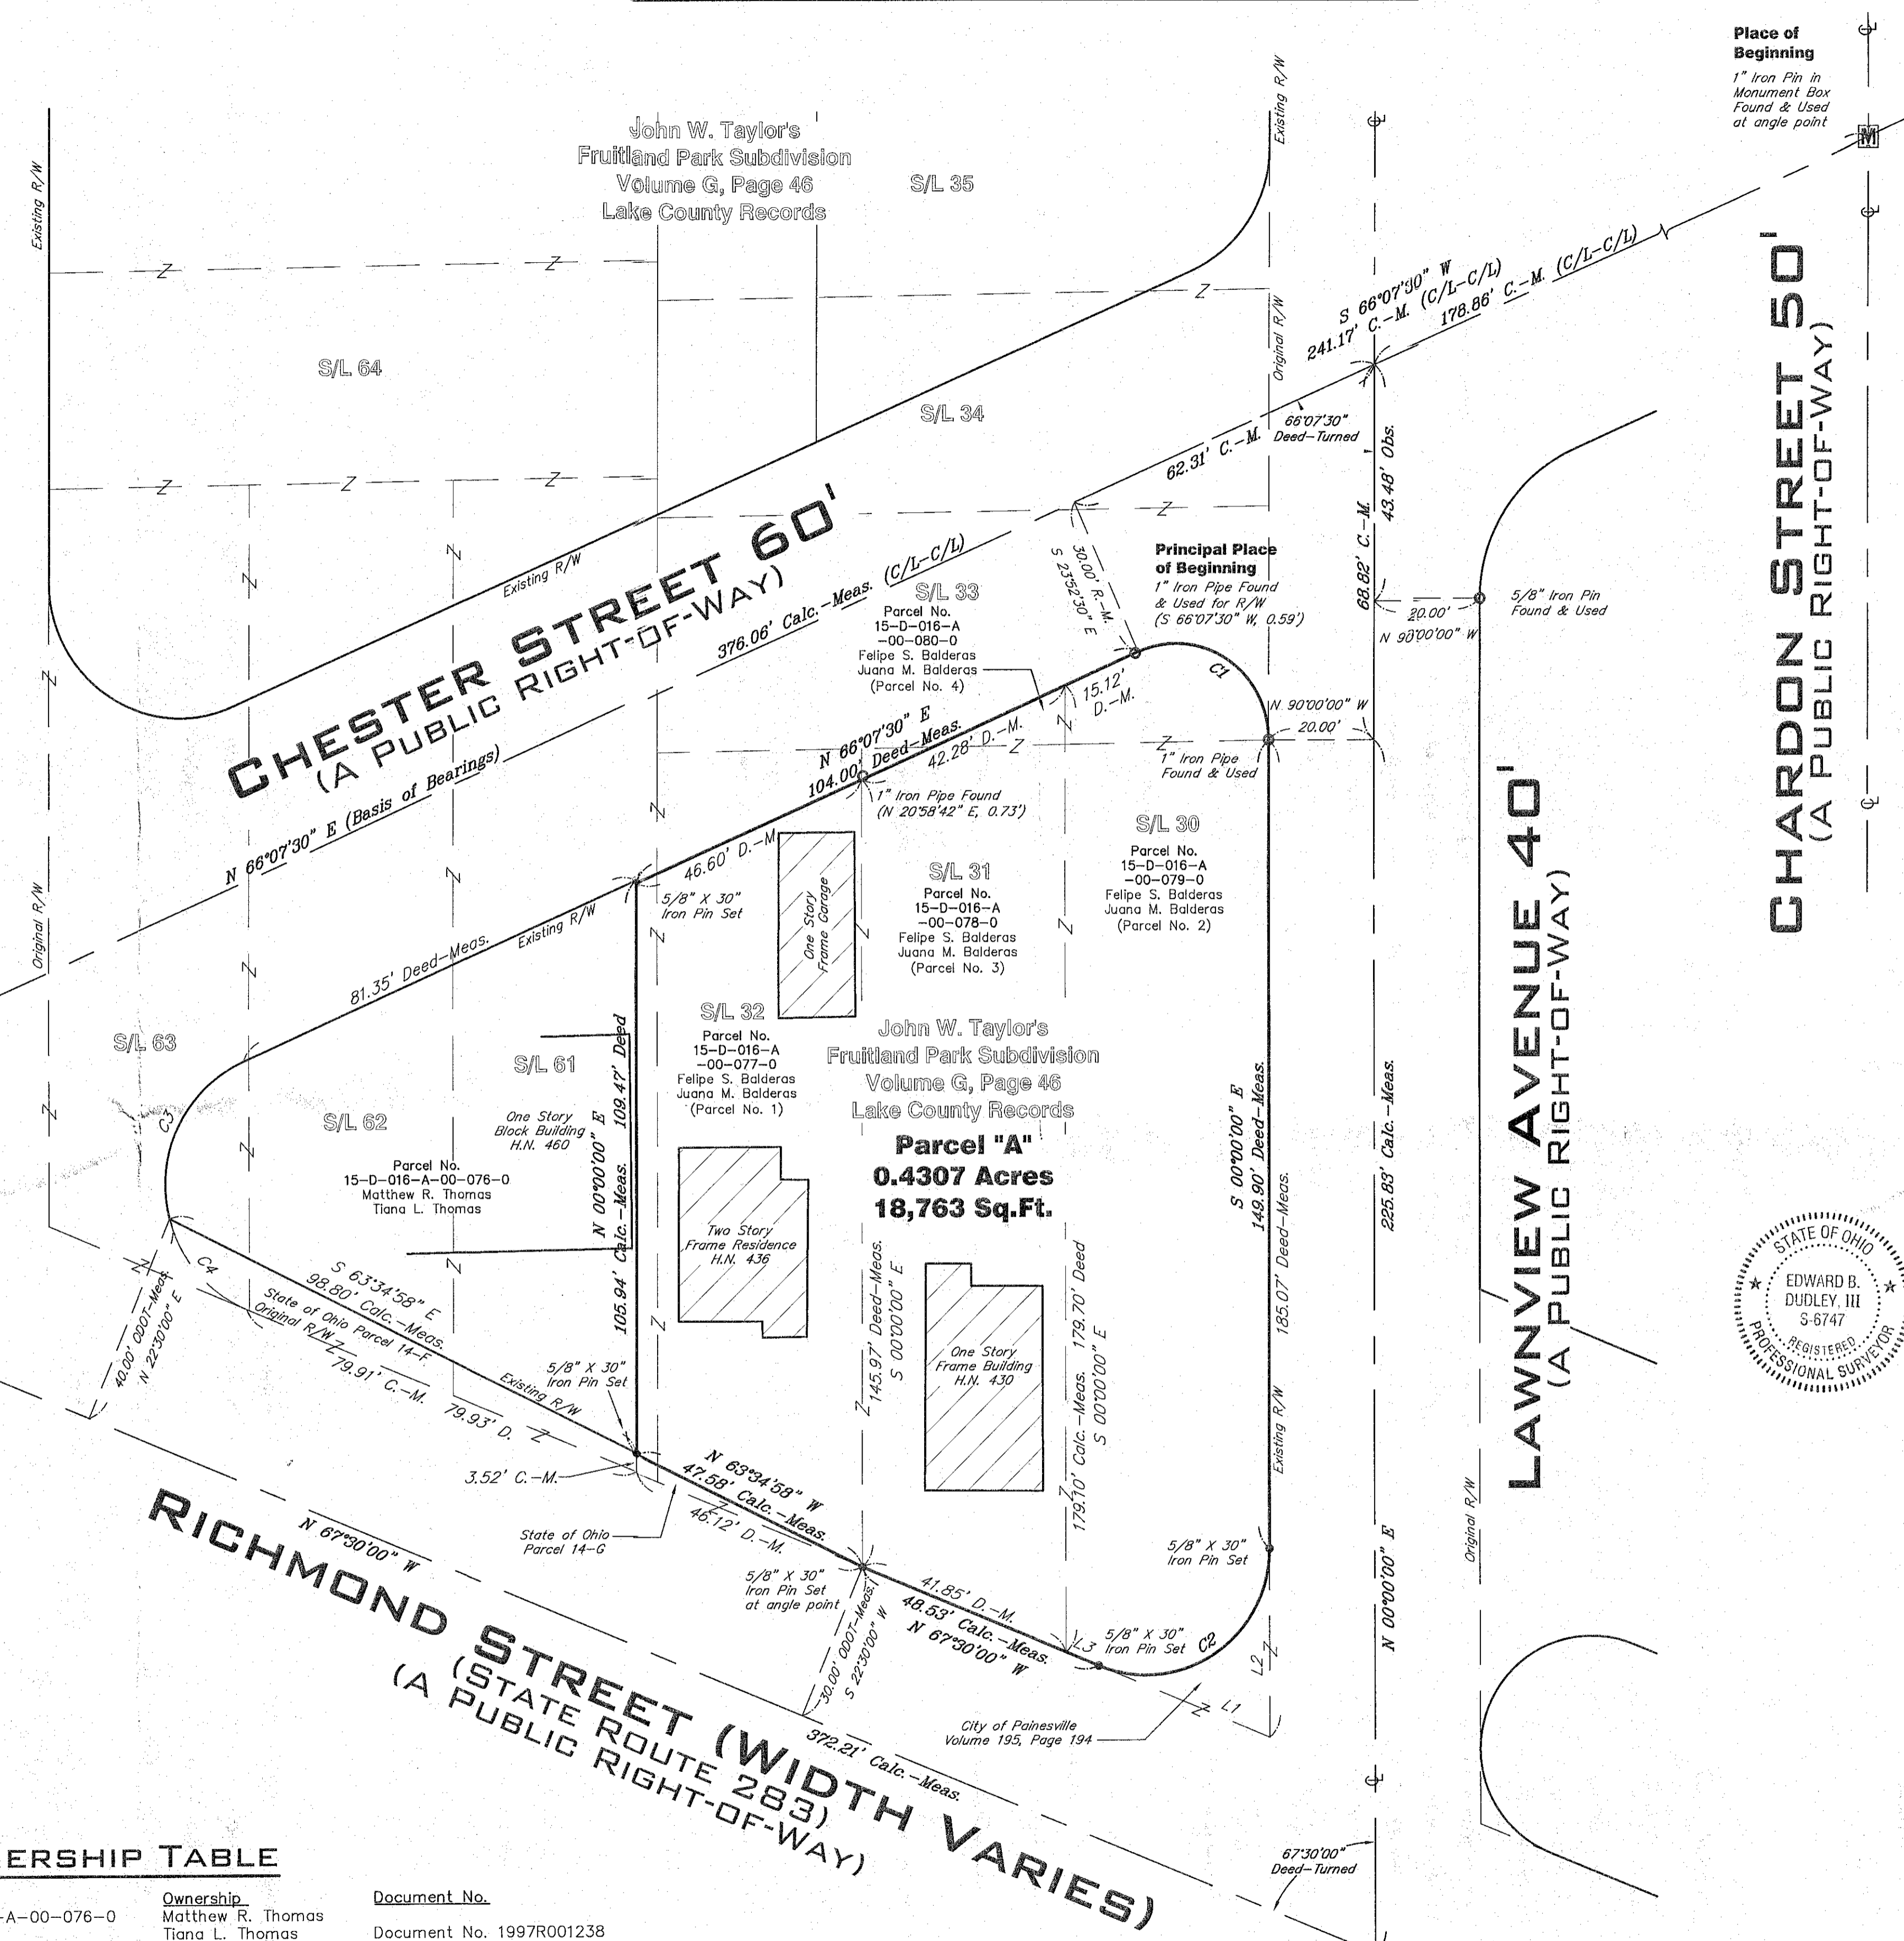 Place of
Beginning
1" Iron Pin in
Monument Box
Found & Used
at angle point
M
Existing R/W
Existing R/W
John W. Taylor's
Fruitland Park Subdivision
Volume G, Page 46
Lake County Records
S/L 35
S/L 64
S/L 34
S 66°07'30" W
241.17' C.-M. (C/L-C/L)
178.86' C.-M. (C/L-C/L)
Original R/W
66°07'30"
Deed-Turned
62.31' C.-M.
68.82' C.-M.
43.48' Obs.
CHARDON STREET 50'
(A PUBLIC RIGHT-OF-WAY)
CHESTER STREET 60'
(A PUBLIC RIGHT-OF-WAY)
Existing R/W
376.06' Calc.-Meas. (C/L-C/L)
N 66°07'30" E (Basis of Bearings)
30.00' R.-M.
S 23°52'30" E
Principal Place
of Beginning
1" Iron Pipe Found
& Used for R/W
(S 66°07'30" W, 0.59')
20.00'
N 90°00'00" W
5/8" Iron Pin
Found & Used
S/L 33
Parcel No.
15-D-016-A
-00-080-0
Felipe S. Balderas
Juana M. Balderas
(Parcel No. 4)
C1
15.12'
D.-M.
N 90°00'00" W
20.00'
1" Iron Pipe
Found & Used
N 66°07'30" E
104.00' Deed-Meas.
42.28' D.-M.
1" Iron Pipe Found
(N 20°58'42" E, 0.73')
46.60' D.-M
5/8" X 30"
Iron Pin Set
One Story
Frame Garage
S/L 31
Parcel No.
15-D-016-A
-00-078-0
Felipe S. Balderas
Juana M. Balderas
(Parcel No. 3)
S/L 30
Parcel No.
15-D-016-A
-00-079-0
Felipe S. Balderas
Juana M. Balderas
(Parcel No. 2)
LAWNVIEW AVENUE 40'
(A PUBLIC RIGHT-OF-WAY)
Original R/W
81.35' Deed-Meas.
Existing R/W
S/L 63
C3
S/L 61
S/L 62
One Story
Block Building
H.N. 460
Parcel No.
15-D-016-A-00-076-0
Matthew R. Thomas
Tiana L. Thomas
S/L 32
Parcel No.
15-D-016-A
-00-077-0
Felipe S. Balderas
Juana M. Balderas
(Parcel No. 1)
N 00°00'00" E
105.94' Calc.-Meas. 109.47' Deed
John W. Taylor's
Fruitland Park Subdivision
Volume G, Page 46
Lake County Records
Parcel "A"
0.4307 Acres
18,763 Sq.Ft.
S 00°00'00" E
149.90' Deed-Meas.
185.07' Deed-Meas.
225.83' Calc.-Meas.
N 00°00'00" E
Two Story
Frame Residence
H.N. 436
One Story
Frame Building
H.N. 430
145.97' Deed-Meas.
S 00°00'00" E
179.10' Calc.-Meas. 179.70' Deed
S 00°00'00" E
Existing R/W
Original R/W
STATE OF OHIO
EDWARD B.
DUDLEY, III
S-6747
REGISTERED
PROFESSIONAL SURVEYOR
C4
S 63°34'58" E
98.80' Calc.-Meas.
State of Ohio Parcel 14-F
Original R/W
79.91' C.-M.
79.93' D.
Existing R/W
40.00' ODOT-Meas.
N 22°30'00" E
5/8" X 30"
Iron Pin Set
3.52' C.-M.
N 63°34'58" W
47.58' Calc.-Meas.
46.12' D.-M.
State of Ohio
Parcel 14-G
5/8" X 30"
Iron Pin Set
at angle point
30.00' ODOT-Meas.
S 22°30'00" W
41.85' D.-M.
48.53' Calc.-Meas.
N 67°30'00" W
5/8" X 30"
Iron Pin Set
L3
5/8" X 30"
Iron Pin Set
C2
L2
L1
City of Painesville
Volume 195, Page 194
N 67°30'00" W
RICHMOND STREET (WIDTH VARIES)
(STATE ROUTE 283)
(A PUBLIC RIGHT-OF-WAY)
372.21' Calc.-Meas.
67°30'00"
Deed-Turned
ERSHIP TABLE
Ownership
Document No.
-A-00-076-0
Matthew R. Thomas
Tiana L. Thomas
Document No. 1997R001238